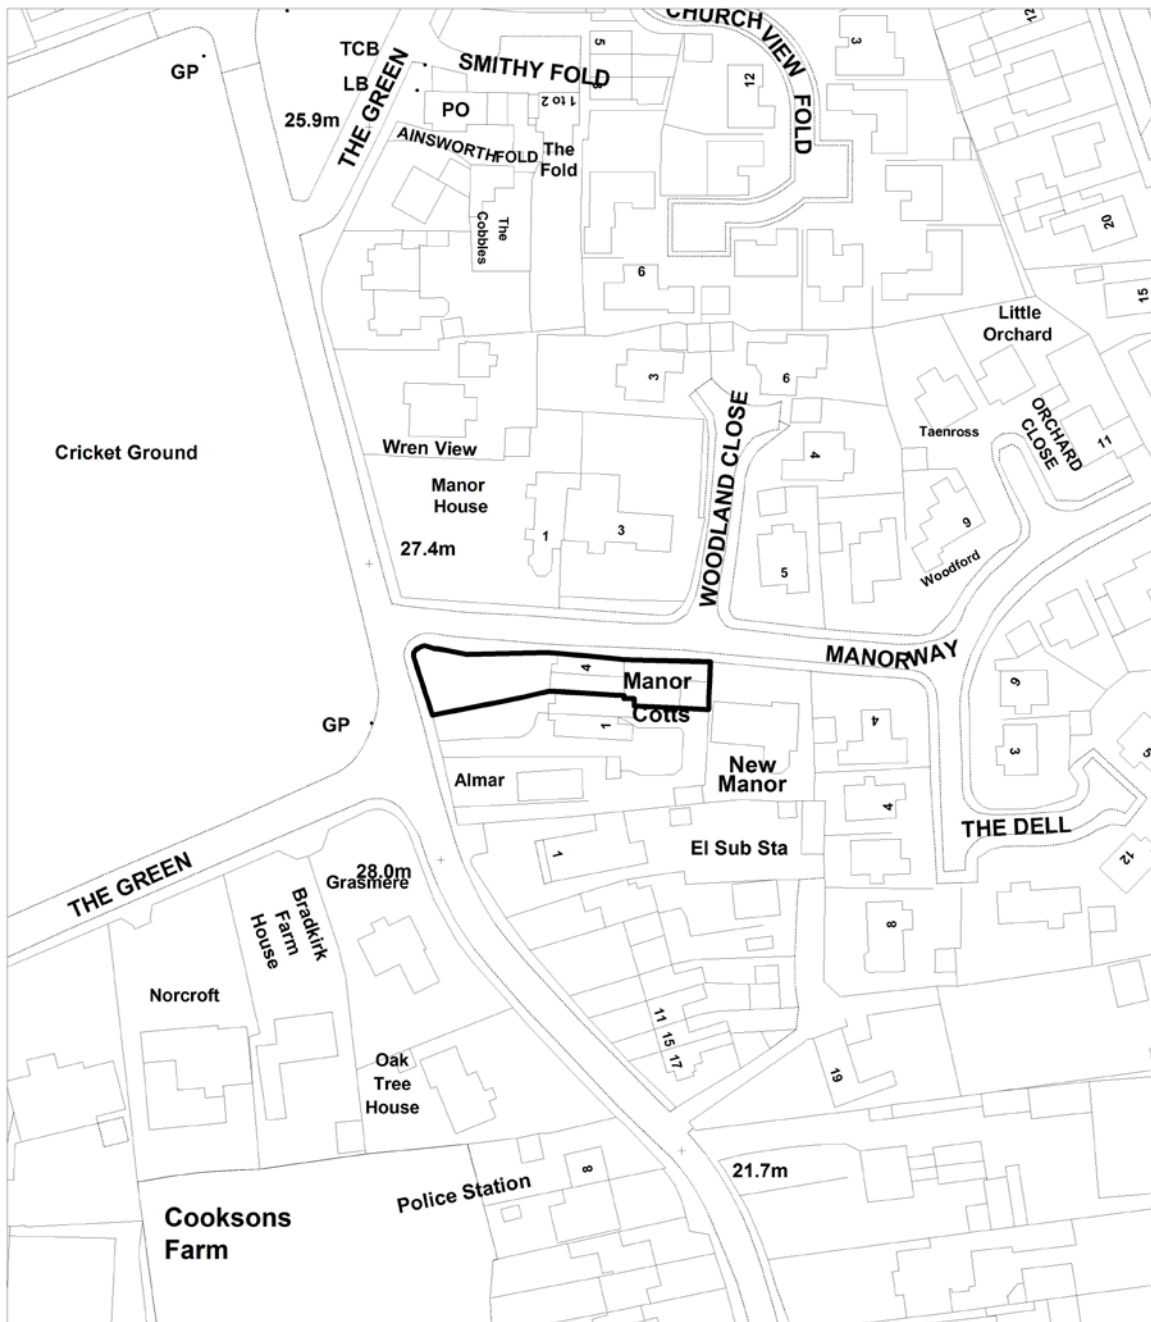 CHURCH VIEW FOLD
12
3
TCB
GP
LB
THE GREEN
25.9m
SMITHY FOLD
5
8
PO
1 to 2
12
AINSWORTH FOLD
The
Fold
The
Cobbles
20
6
15
Little
Orchard
3
6
ORCHARD
CLOSE
Taenross
11
Cricket Ground
Wren View
WOODLAND CLOSE
4
Manor
House
1
3
27.4m
9
5
Woodford
MANORWAY
4
Manor
Cotts
1
GP
6
4
3
5
New
Manor
Almar
4
THE DELL
El Sub Sta
1
12
THE GREEN
28.0m
Grasmere
Bradkirk
Farm
House
8
Norcroft
11
15
17
19
Oak
Tree
House
8
21.7m
Police Station
Cooksons
Farm